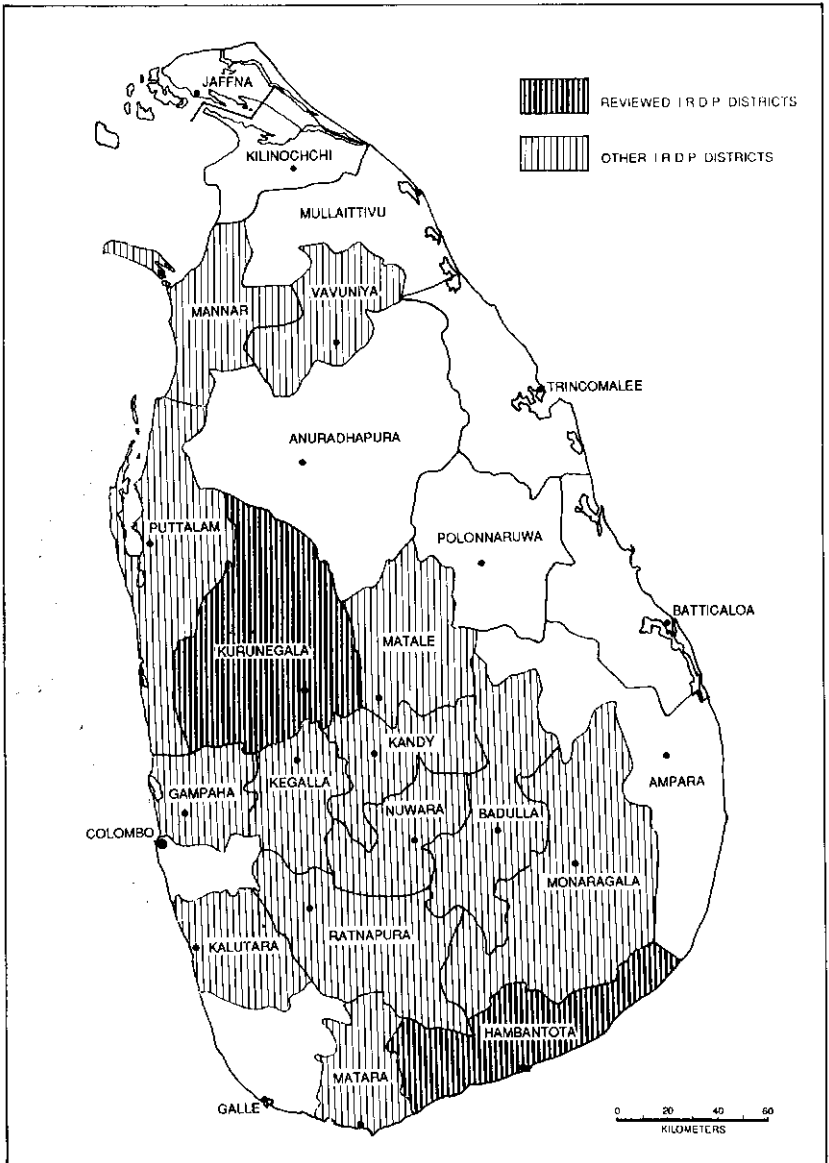 JAFFNA
REVIEWED I R D P DISTRICTS
KILINOCHCHI
OTHER I R D P DISTRICTS
MULLAITTIVU
MANNAR
VAVUNIYA
TRINCOMALEE
ANURADHAPURA
PUTTALAM
POLONNARUWA
BATTICALOA
KURUNEGALA
MATALE
KANDY
KEGALLA
AMPARA
GAMPAHA
NUWARA
BADULLA
COLOMBO
MONARAGALA
KALUTARA
RATNAPURA
HAMBANTOTA
MATARA
GALLE
0 20 40 60
KILOMETERS